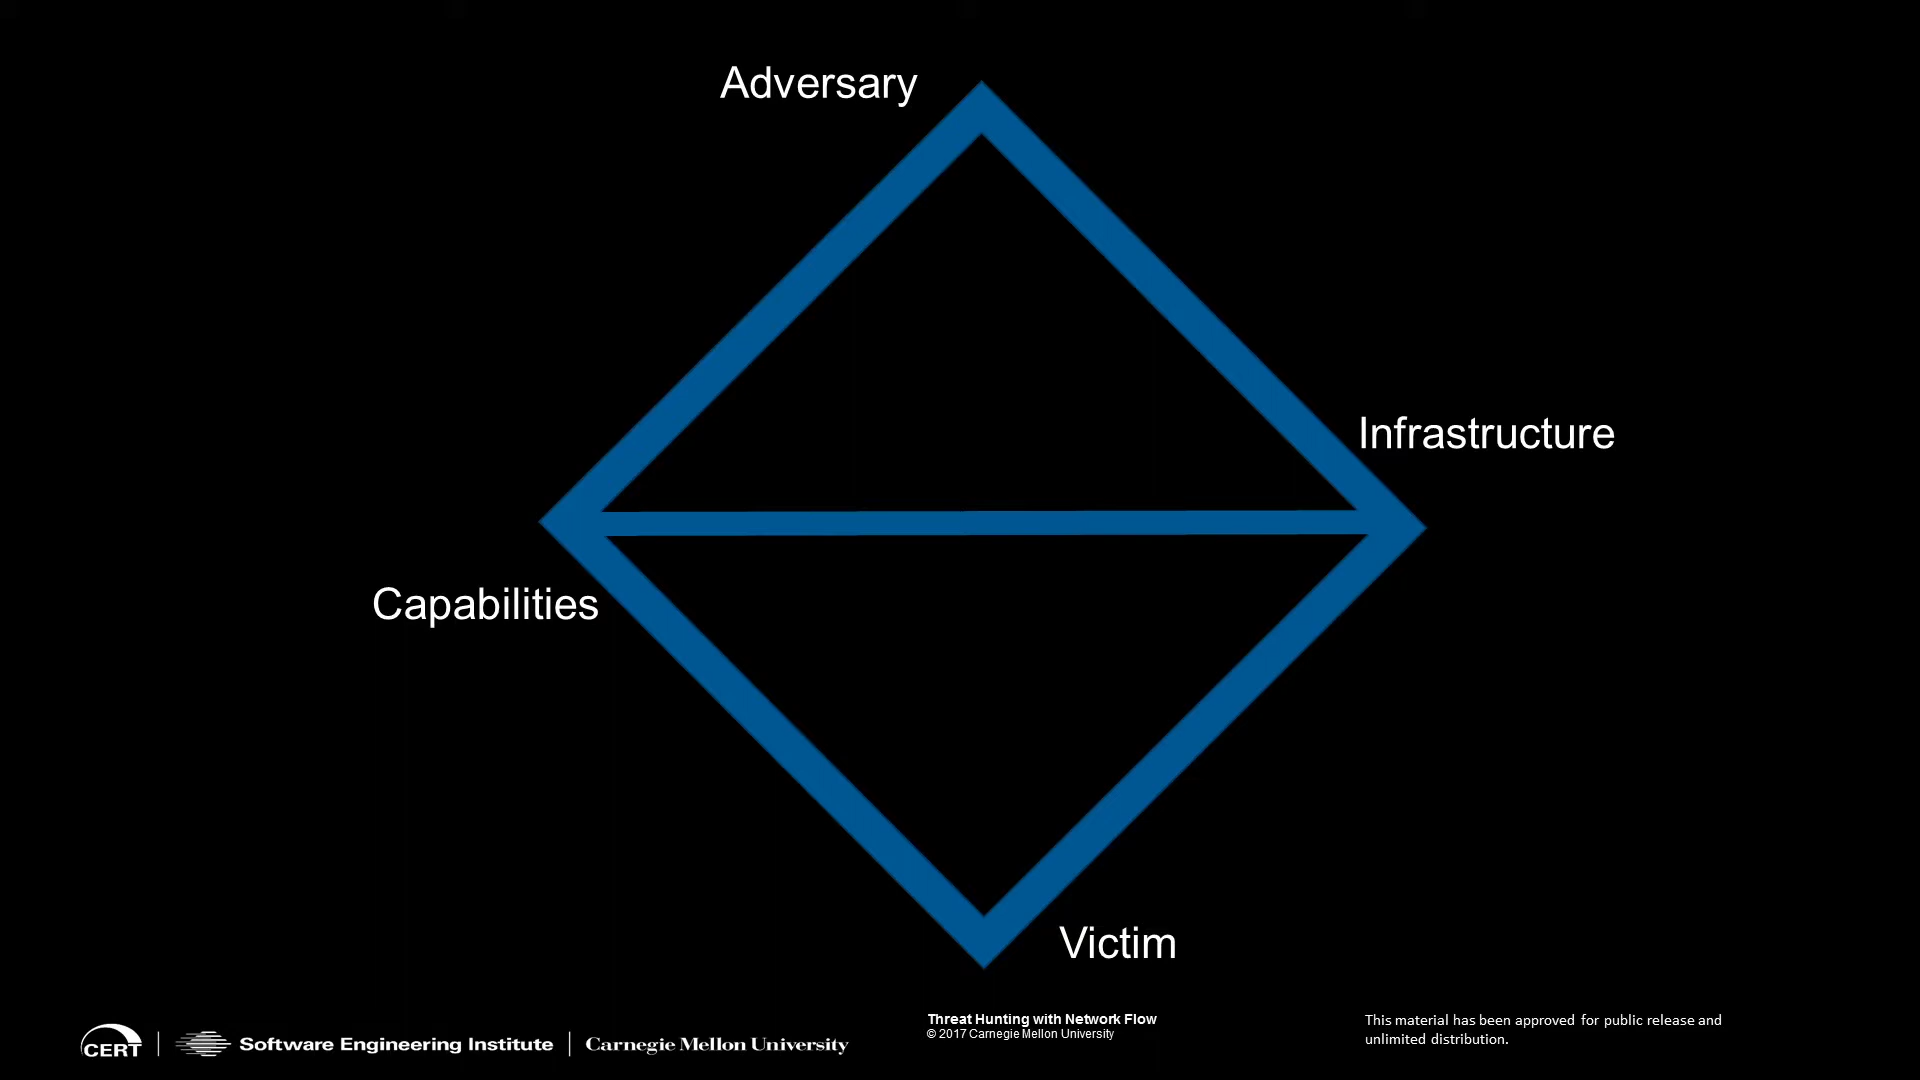 Adversary
Infrastructure
Capabilities
Victim
CERT
Software Engineering Institute
Carnegie Mellon University
Threat Hunting with Network Flow
© 2017 Carnegie Mellon University
This material has been approved for public release and
unlimited distribution.